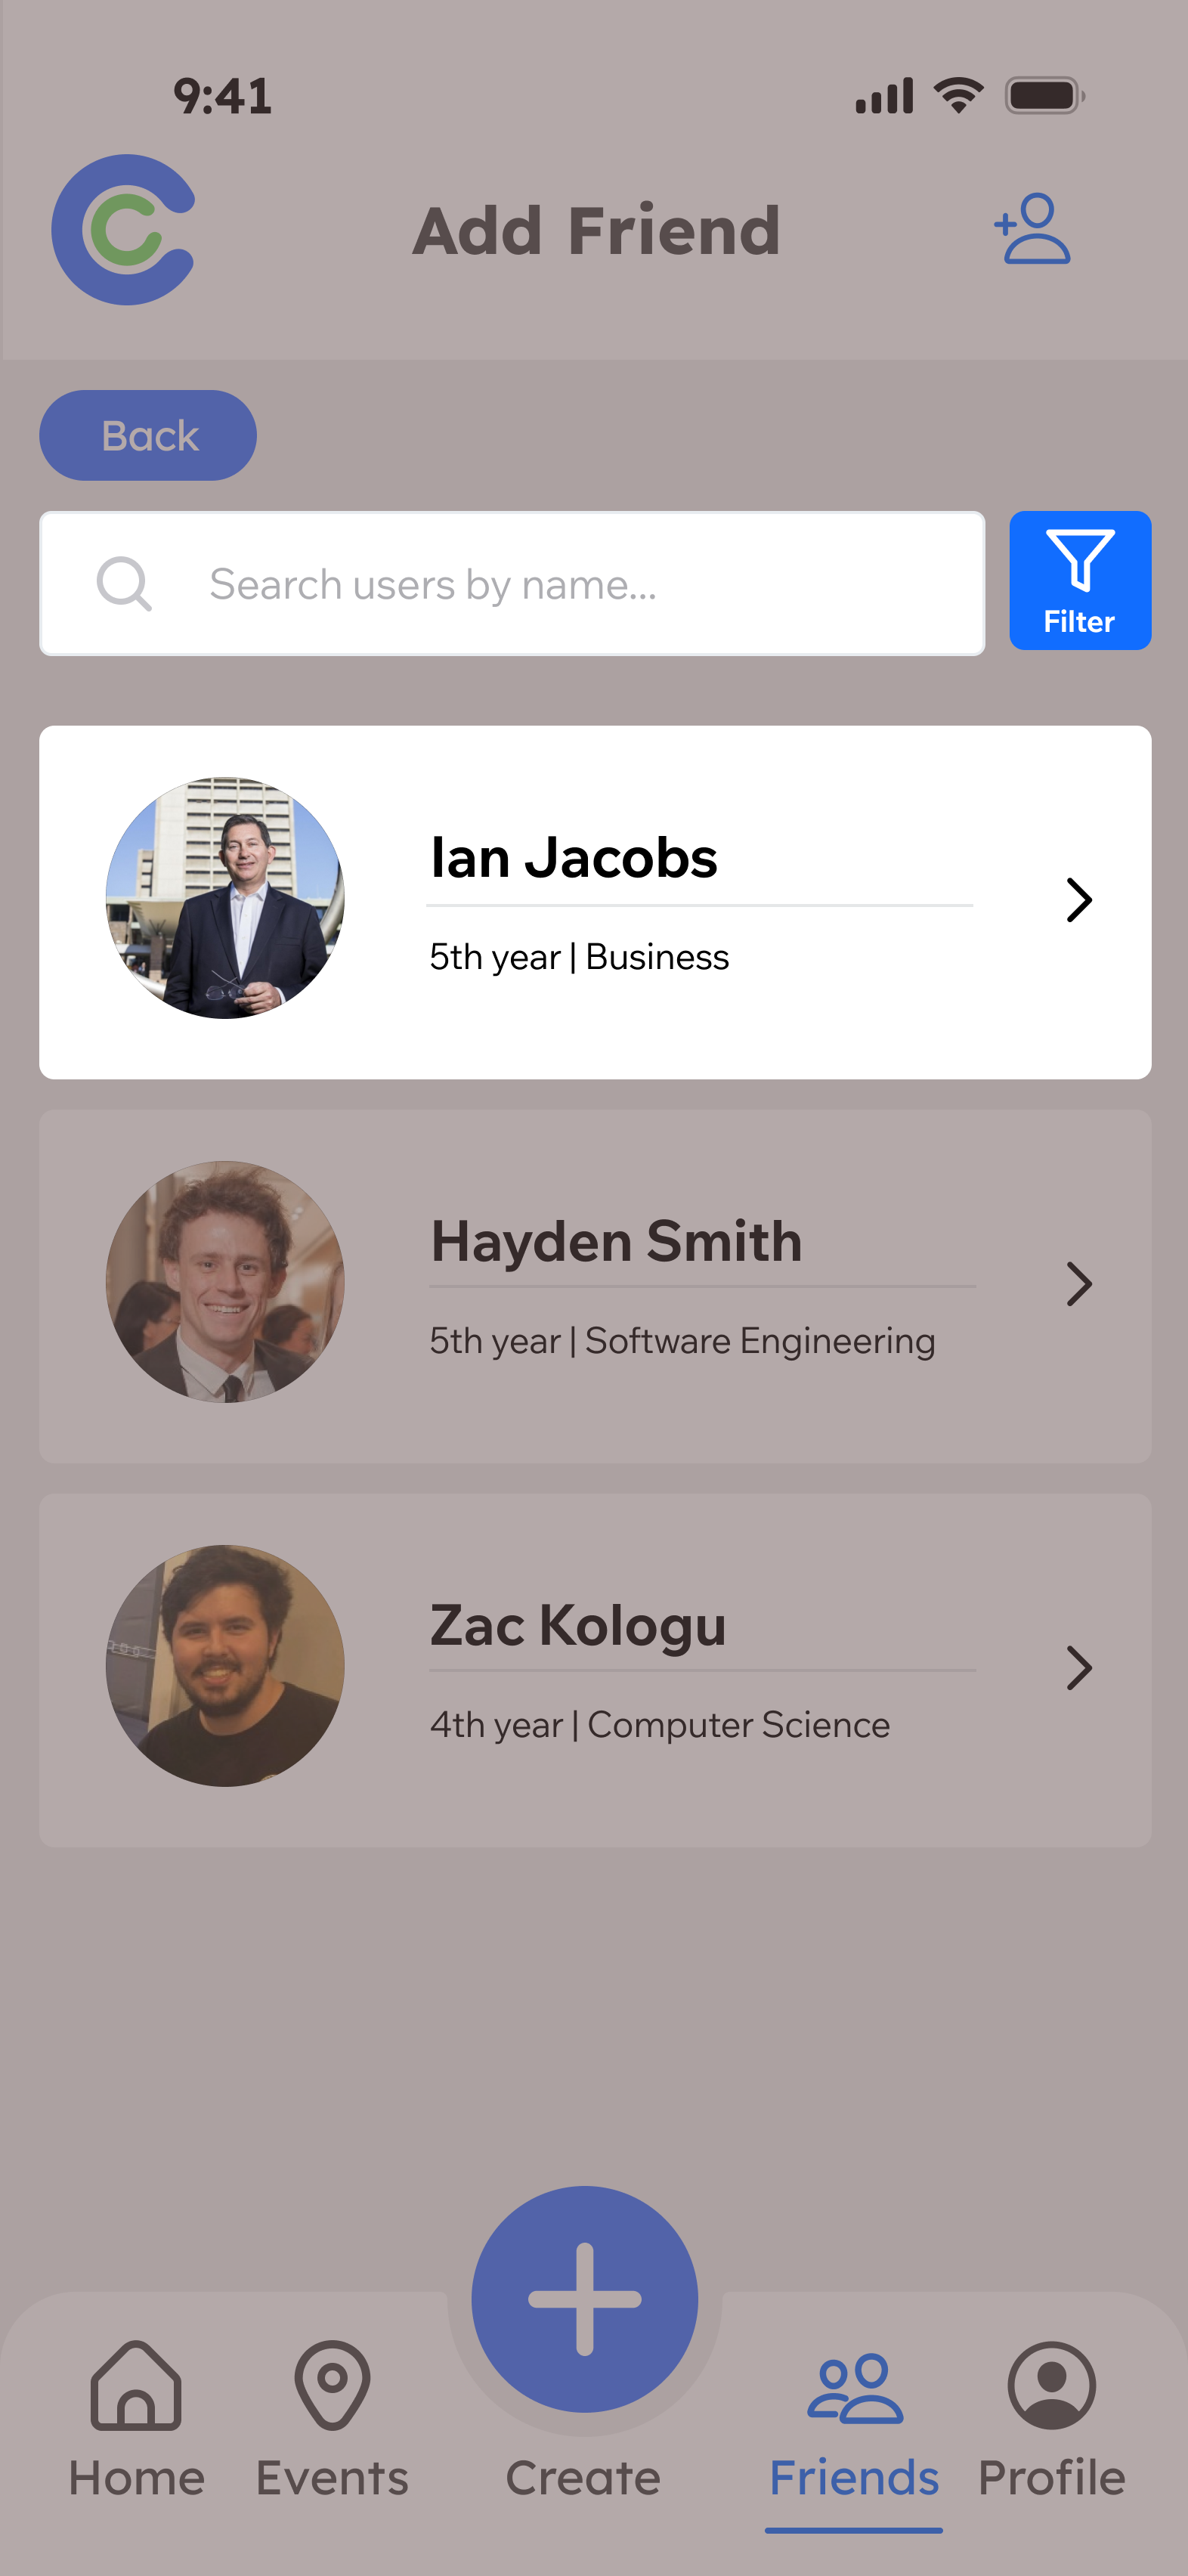 9:41
Add Friend
Back
Search users by name...
Filter
Ian Jacobs
5th year | Business
Hayden Smith
5th year | Software Engineering
Zac Kologu
4th year | Computer Science
Home Events Create Friends Profile